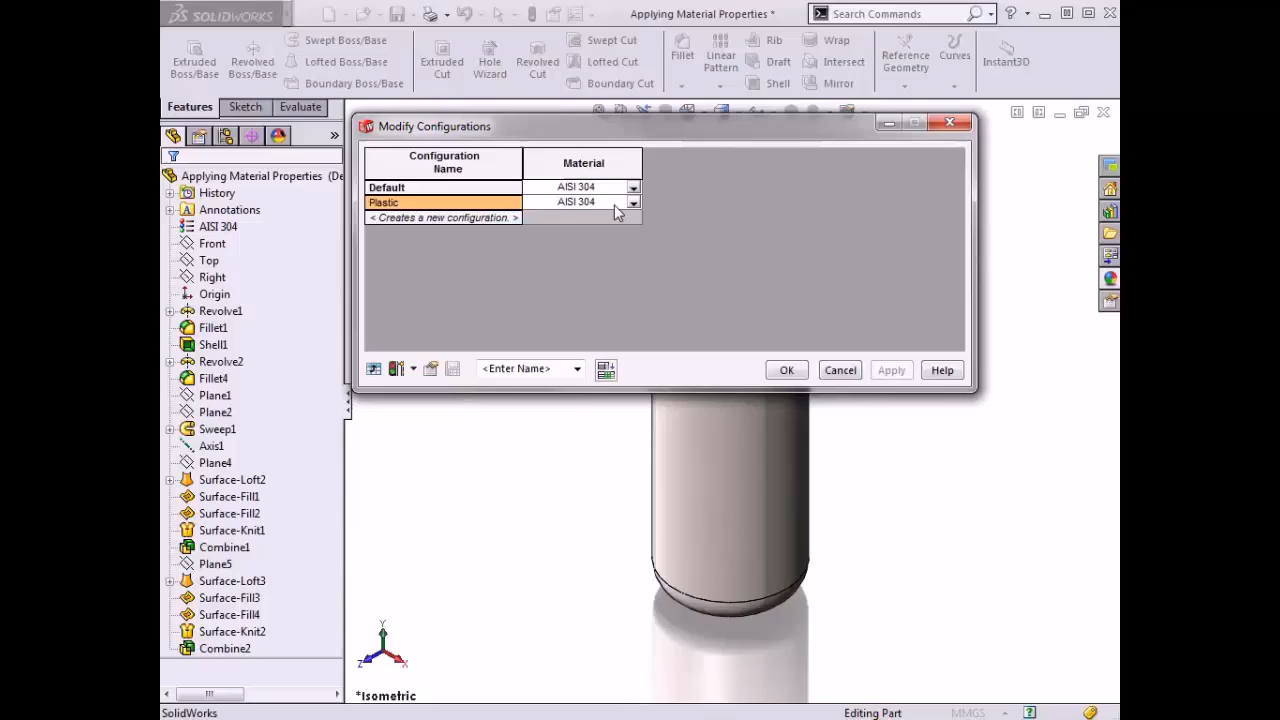 SOLIDWORKS
Applying Material Properties *
Search Commands
Extruded Boss/Base
Revolved Boss/Base
Swept Boss/Base
Lofted Boss/Base
Boundary Boss/Base
Extruded Cut
Hole Wizard
Revolved Cut
Swept Cut
Lofted Cut
Boundary Cut
Fillet
Linear Pattern
Rib
Draft
Shell
Wrap
Intersect
Mirror
Reference Geometry
Curves
Instant3D
Features
Sketch
Evaluate
Modify Configurations
Configuration Name
Material
Default
AISI 304
Plastic
AISI 304
< Creates a new configuration. >
<Enter Name>
OK
Cancel
Apply
Help
Applying Material Properties (De
History
Annotations
AISI 304
Front
Top
Right
Origin
Revolve1
Fillet1
Shell1
Revolve2
Fillet4
Plane1
Plane2
Sweep1
Axis1
Plane4
Surface-Loft2
Surface-Fill1
Surface-Fill2
Surface-Knit1
Combine1
Plane5
Surface-Loft3
Surface-Fill3
Surface-Fill4
Surface-Knit2
Combine2
Y
Z
X
*Isometric
SolidWorks
Editing Part
MMGS